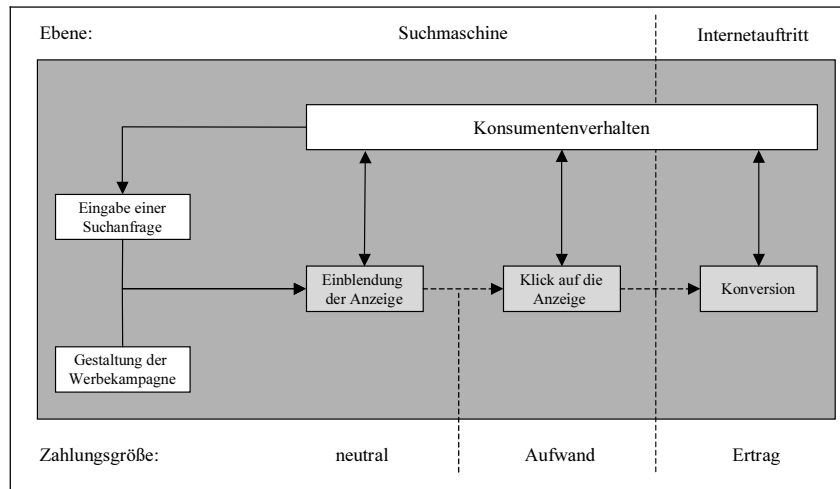 Ebene:
Suchmaschine
Internetauftritt
Konsumentenverhalten
Eingabe einer
Suchanfrage
Einblendung
der Anzeige
Klick auf die
Anzeige
Konversion
Gestaltung der
Werbekampagne
Zahlungsgröße:
neutral
Aufwand
Ertrag